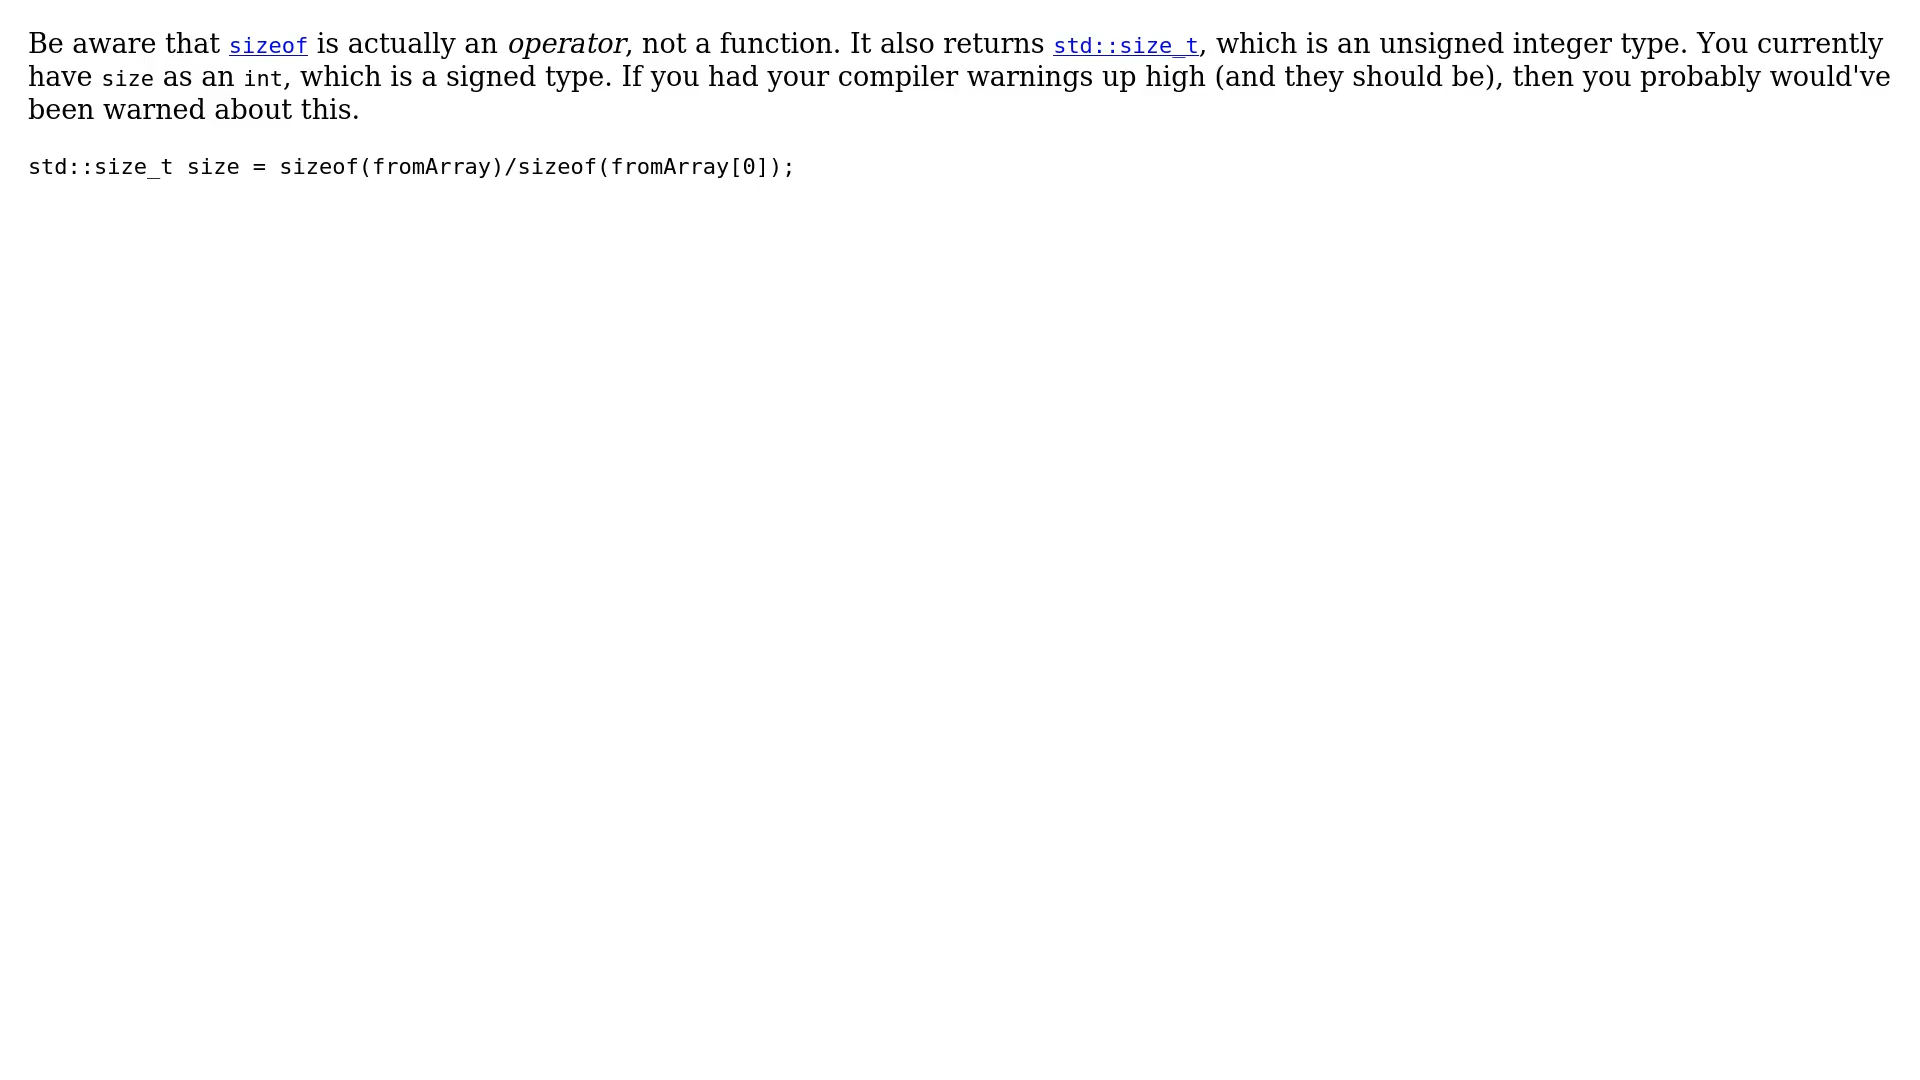 Be aware that sizeof is actually an operator, not a function. It also returns std::size_t, which is an unsigned integer type. You currently
have size as an int, which is a signed type. If you had your compiler warnings up high (and they should be), then you probably would've
been warned about this.
std::size_t size = sizeof(fromArray)/sizeof(fromArray[0]);